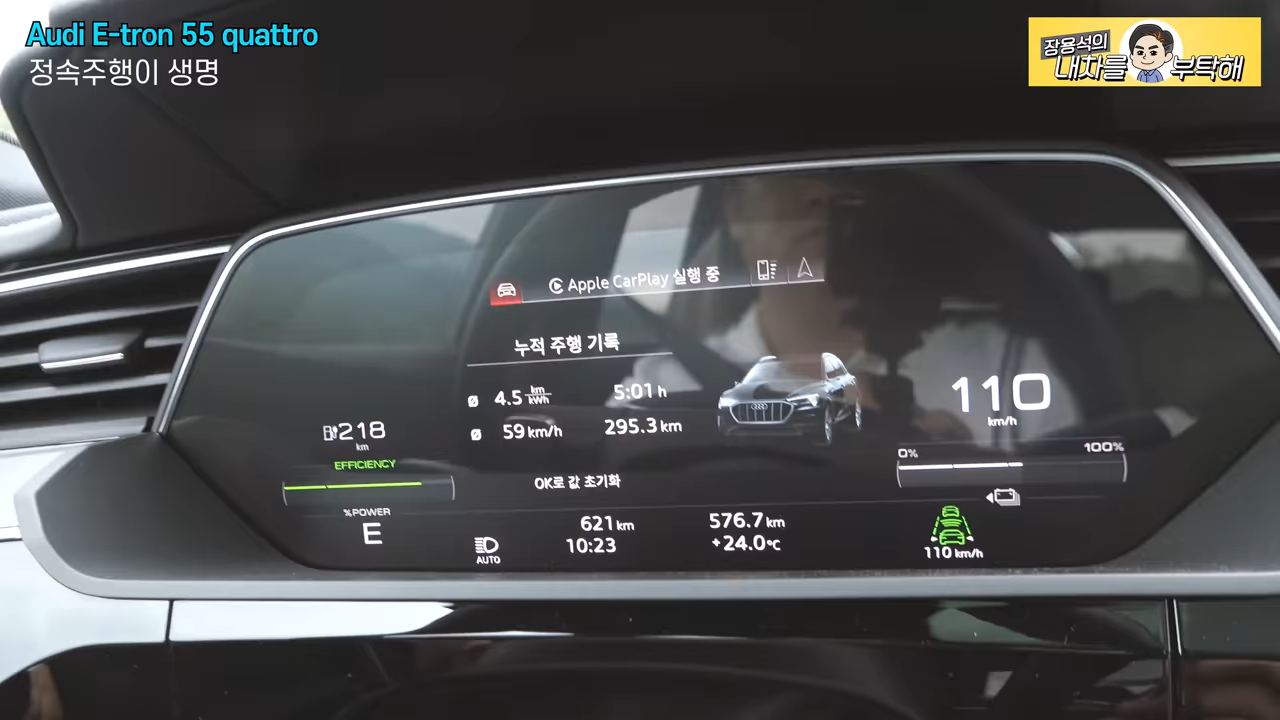 Audi E-tron 55 quattro
정속주행이 생명
장용석의
내차를 부탁해
Apple CarPlay 실행 중
누적 주행 기록
ø 4.5 km/kWh 5:01 h
ø 59 km/h 295.3 km
OK로 값 초기화
218
km
EFFICIENCY
%POWER
E
AUTO
621 km 576.7 km
10:23 +24.0°C
110
km/h
0% 100%
110 km/h